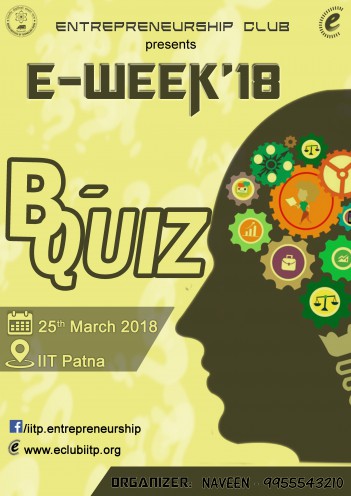 ENTREPRENEURSHIP CLUB
presents
E-WEEK'18
B-QUIZ
25th March 2018
IIT Patna
/iitp.entrepreneurship
www.eclubiitp.org
ORGANIZER: NAVEEN - 9955543210